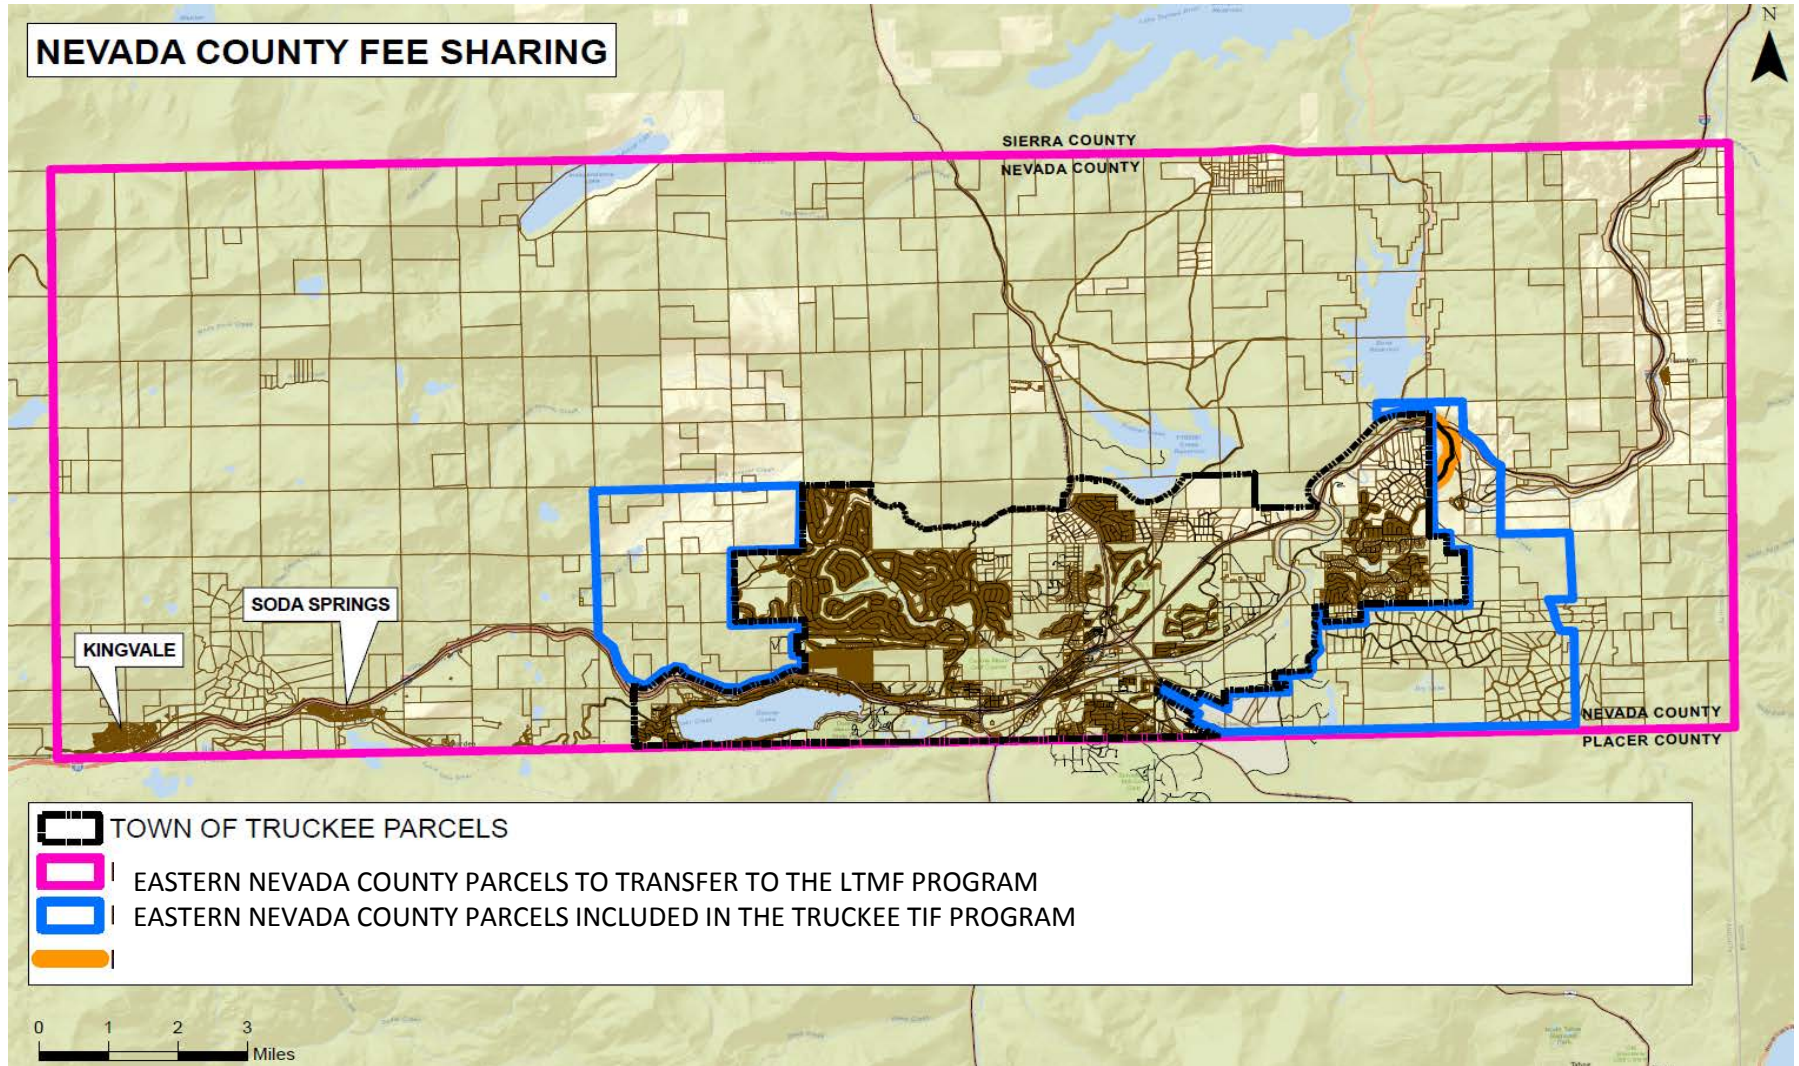 NEVADA COUNTY FEE SHARING
N
SIERRA COUNTY
NEVADA COUNTY
SODA SPRINGS
KINGVALE
NEVADA COUNTY
PLACER COUNTY
TOWN OF TRUCKEE PARCELS
EASTERN NEVADA COUNTY PARCELS TO TRANSFER TO THE LTMF PROGRAM
EASTERN NEVADA COUNTY PARCELS INCLUDED IN THE TRUCKEE TIF PROGRAM
0 1 2 3
Miles